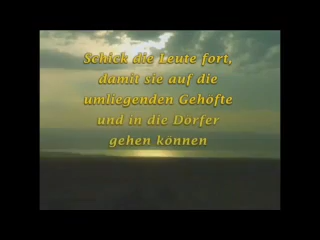 Schick die Leute fort,
damit sie auf die
umliegenden Gehöfte
und in die Dörfer
gehen können